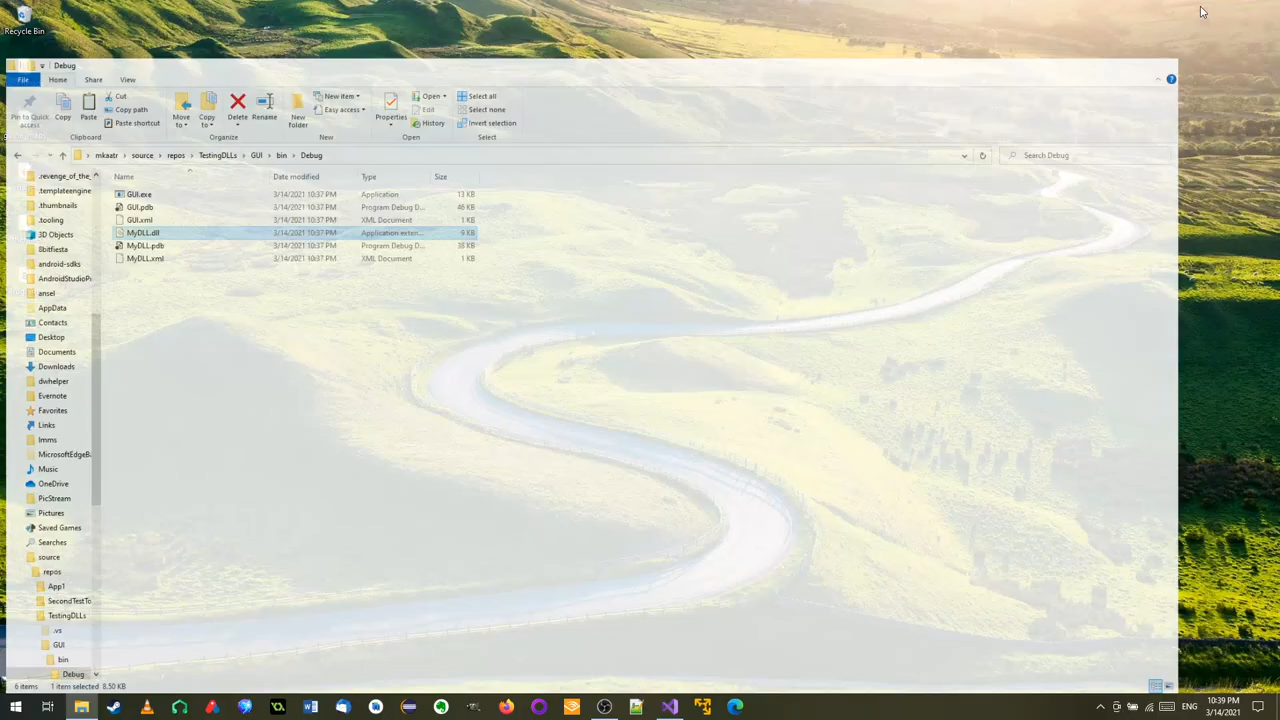 Recycle Bin
Debug
File Home Share View
Pin to Quick access
Copy
Paste
Cut
Copy path
Paste shortcut
Move to
Copy to
Delete
Rename
New folder
New item
Easy access
Properties
Open
Edit
History
Select all
Select none
Invert selection
Clipboard Organize New Open Select
mkaatr > source > repos > TestingDLLs > GUI > bin > Debug
Search Debug
Name Date modified Type Size
GUI.exe 3/14/2021 10:37 PM Application 13 KB
GUI.pdb 3/14/2021 10:37 PM Program Debug D... 46 KB
GUI.xml 3/14/2021 10:37 PM XML Document 1 KB
MyDLL.dll 3/14/2021 10:37 PM Application exten... 9 KB
MyDLL.pdb 3/14/2021 10:37 PM Program Debug D... 38 KB
MyDLL.xml 3/14/2021 10:37 PM XML Document 1 KB
.revenge_of_the_
.templateengine
.thumbnails
.tooling
3D Objects
8bitfiesta
android-sdks
AndroidStudioPr
ansel
AppData
Contacts
Desktop
Documents
Downloads
dwhelper
Evernote
Favorites
Links
lmms
MicrosoftEdgeBa
Music
OneDrive
PicStream
Pictures
Saved Games
Searches
source
repos
App1
SecondTestTo
TestingDLLs
.vs
GUI
bin
Debug
6 items 1 item selected 8.50 KB
ENG
10:39 PM
3/14/2021